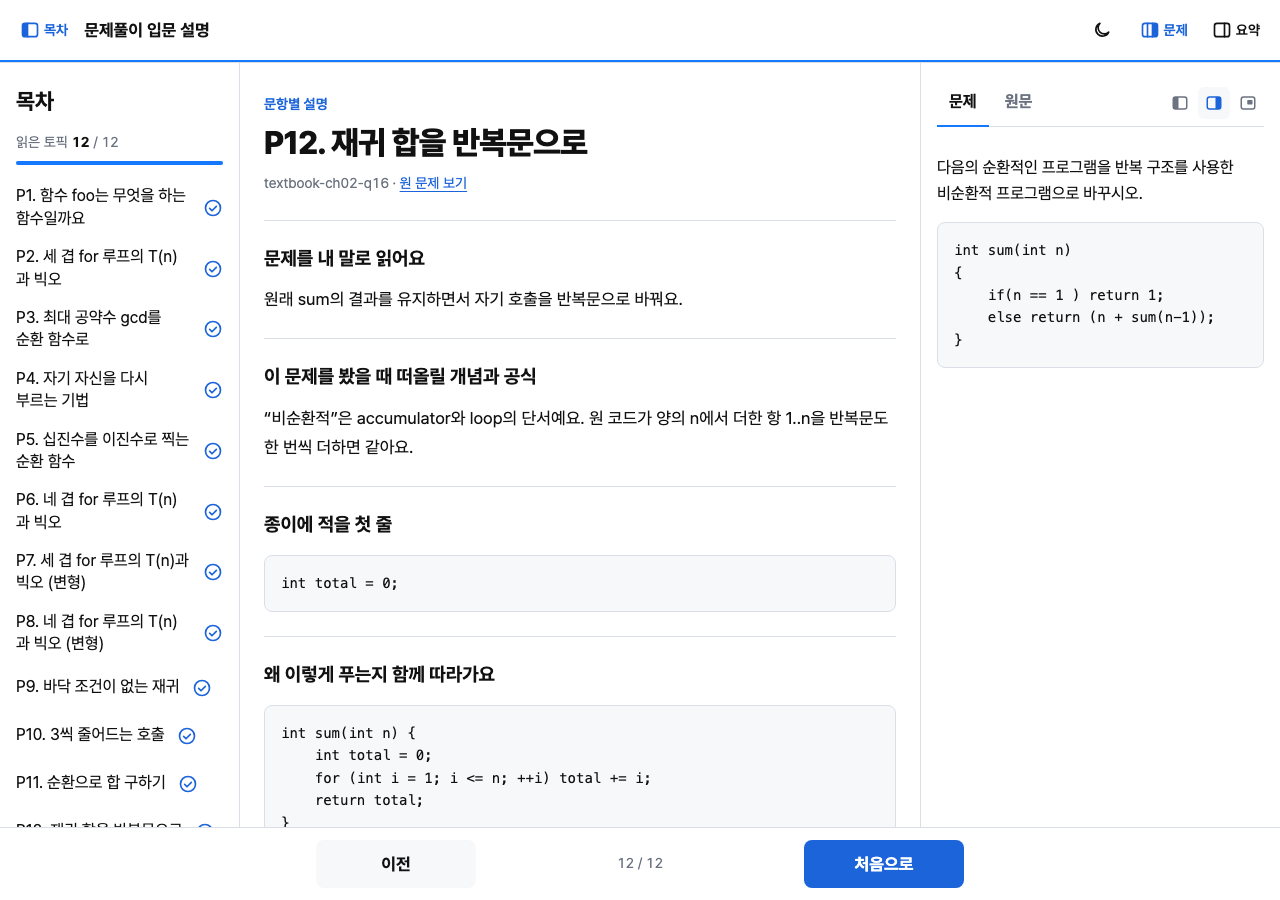 목차 문제풀이 입문 설명 문제 요약
목차
읽은 토픽 12 / 12
P1. 함수 foo는 무엇을 하는
함수일까요
P2. 세 겹 for 루프의 T(n)
과 빅오
P3. 최대 공약수 gcd를
순환 함수로
P4. 자기 자신을 다시
부르는 기법
P5. 십진수를 이진수로 찍는
순환 함수
P6. 네 겹 for 루프의 T(n)
과 빅오
P7. 세 겹 for 루프의 T(n)과
빅오 (변형)
P8. 네 겹 for 루프의 T(n)
과 빅오 (변형)
P9. 바닥 조건이 없는 재귀
P10. 3씩 줄어드는 호출
P11. 순환으로 합 구하기
P12. 재귀 합을 반복문으로
문항별 설명
P12. 재귀 합을 반복문으로
textbook-ch02-q16 · 원 문제 보기
문제를 내 말로 읽어요
원래 sum의 결과를 유지하면서 자기 호출을 반복문으로 바꿔요.
이 문제를 봤을 때 떠올릴 개념과 공식
“비순환적”은 accumulator와 loop의 단서예요. 원 코드가 양의 n에서 더한 항 1..n을 반복문도
한 번씩 더하면 같아요.
종이에 적을 첫 줄
int total = 0;
왜 이렇게 푸는지 함께 따라가요
int sum(int n) {
int total = 0;
for (int i = 1; i <= n; ++i) total += i;
return total;
}
문제 원문
다음의 순환적인 프로그램을 반복 구조를 사용한
비순환적 프로그램으로 바꾸시오.
int sum(int n)
{
if(n == 1 ) return 1;
else return (n + sum(n-1));
}
이전 12 / 12 처음으로